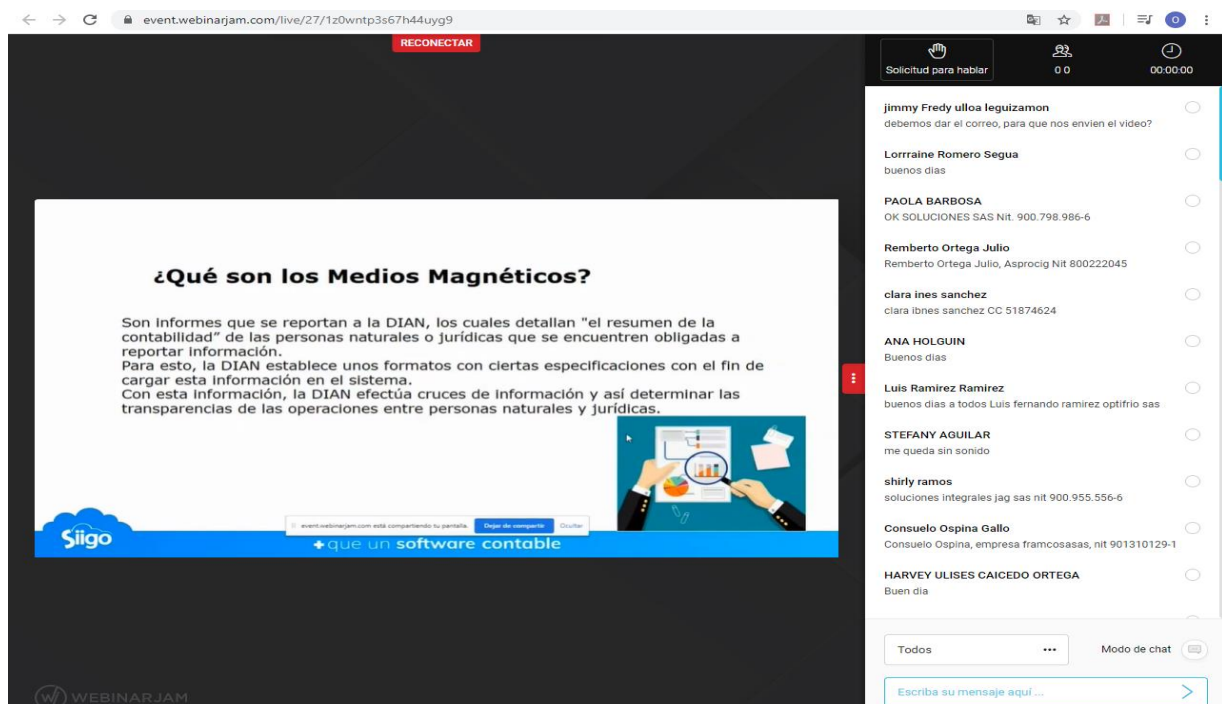 event.webinarjam.com/live/27/1z0wntp3s67h44uyg9
O
RECONECTAR
Solicitud para hablar
0 0
00:00:00
¿Qué son los Medios Magnéticos?
Son informes que se reportan a la DIAN, los cuales detallan "el resumen de la
contabilidad" de las personas naturales o jurídicas que se encuentren obligadas a
reportar información.
Para esto, la DIAN establece unos formatos con ciertas especificaciones con el fin de
cargar esta información en el sistema.
Con esta información, la DIAN efectúa cruces de información y así determinar las
transparencias de las operaciones entre personas naturales y jurídicas.
Siigo
event.webinarjam.com está compartiendo tu pantalla.
Dejar de compartir
Ocultar
+que un software contable
W WEBINARJAM
jimmy Fredy ulloa leguizamon
debemos dar el correo, para que nos envien el video?
Lorrraine Romero Segua
buenos dias
PAOLA BARBOSA
OK SOLUCIONES SAS Nit. 900.798.986-6
Remberto Ortega Julio
Remberto Ortega Julio, Asprocig Nit 800222045
clara ines sanchez
clara ibnes sanchez CC 51874624
ANA HOLGUIN
Buenos dias
Luis Ramirez Ramirez
buenos dias a todos Luis fernando ramirez optifrio sas
STEFANY AGUILAR
me queda sin sonido
shirly ramos
soluciones integrales jag sas nit 900.955.556-6
Consuelo Ospina Gallo
Consuelo Ospina, empresa framcosasas, nit 901310129-1
HARVEY ULISES CAICEDO ORTEGA
Buen dia
Todos
Modo de chat
Escriba su mensaje aquí ...